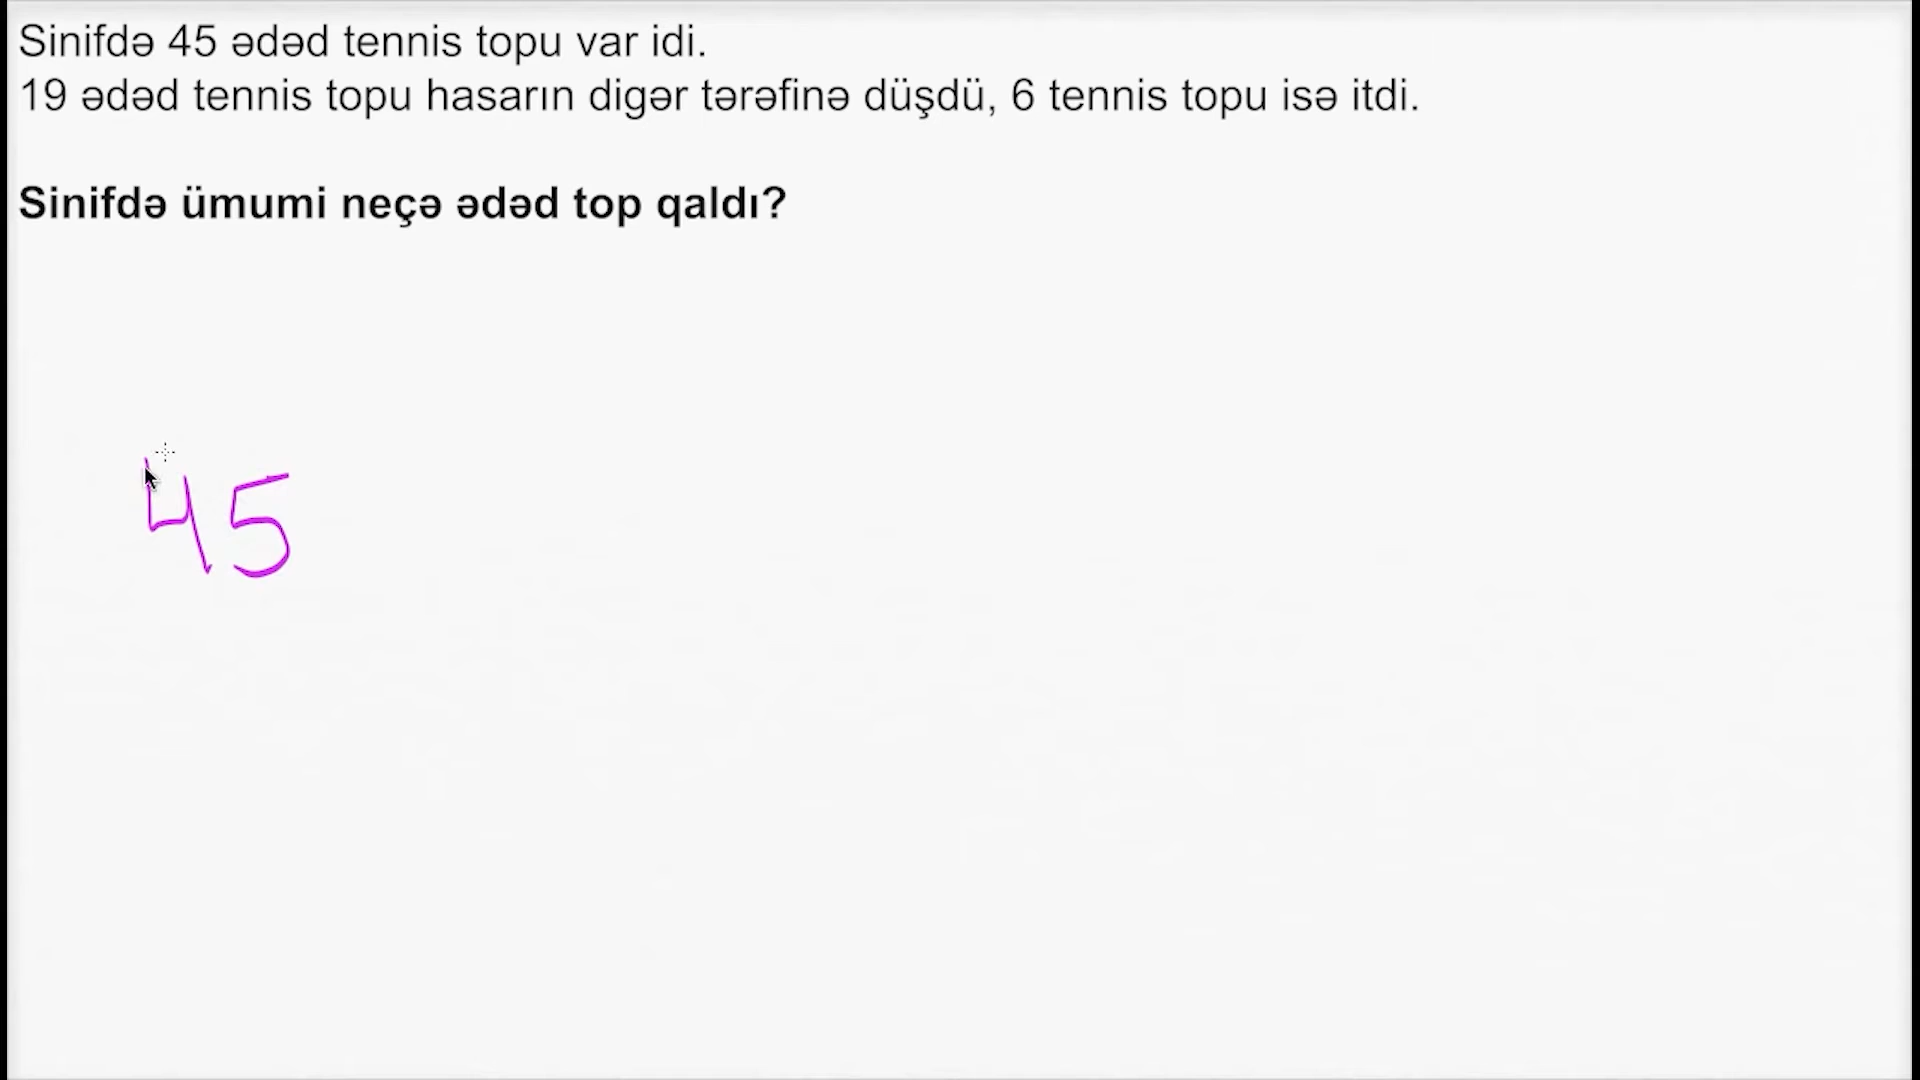 Sinifdə 45 ədəd tennis topu var idi.
19 ədəd tennis topu hasarın digər tərəfinə düşdü, 6 tennis topu isə itdi.
Sinifdə ümumi neçə ədəd top qaldı?
45